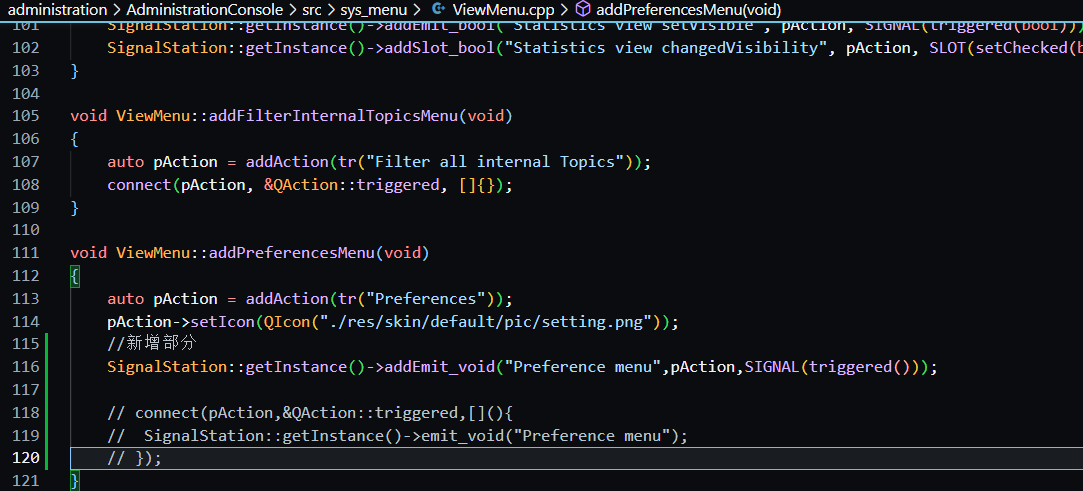 administration > AdministrationConsole > src > sys_menu > ViewMenu.cpp > addPreferencesMenu(void)
101 SignalStation::getInstance()->addEmit_bool("Statistics view setVisible", pAction, SIGNAL(triggered(bool)))
102 SignalStation::getInstance()->addSlot_bool("Statistics view changedVisibility", pAction, SLOT(setChecked(b
103 }
104
105 void ViewMenu::addFilterInternalTopicsMenu(void)
106 {
107 auto pAction = addAction(tr("Filter all internal Topics"));
108 connect(pAction, &QAction::triggered, []{});
109 }
110
111 void ViewMenu::addPreferencesMenu(void)
112 {
113 auto pAction = addAction(tr("Preferences"));
114 pAction->setIcon(QIcon("./res/skin/default/pic/setting.png"));
115 //新增部分
116 SignalStation::getInstance()->addEmit_void("Preference menu",pAction,SIGNAL(triggered()));
117
118 // connect(pAction,&QAction::triggered,[](){
119 //  SignalStation::getInstance()->emit_void("Preference menu");
120 // });
121 }